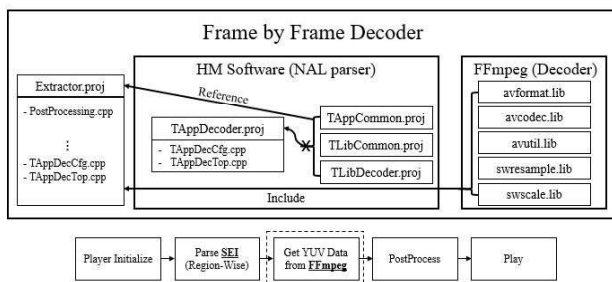 Frame by Frame Decoder
HM Software (NAL parser)
FFmpeg (Decoder)
Extractor.proj
- PostProcessing.cpp
⋮
- TAppDecCfg.cpp
- TAppDecTop.cpp
Reference
TAppDecoder.proj
- TAppDecCfg.cpp
- TAppDecTop.cpp
TAppCommon.proj
TLibCommon.proj
TLibDecoder.proj
avformat.lib
avcodec.lib
avutil.lib
swresample.lib
swscale.lib
Include
Player Initialize
Parse SEI
(Region-Wise)
Get YUV Data
from FFmpeg
PostProcess
Play